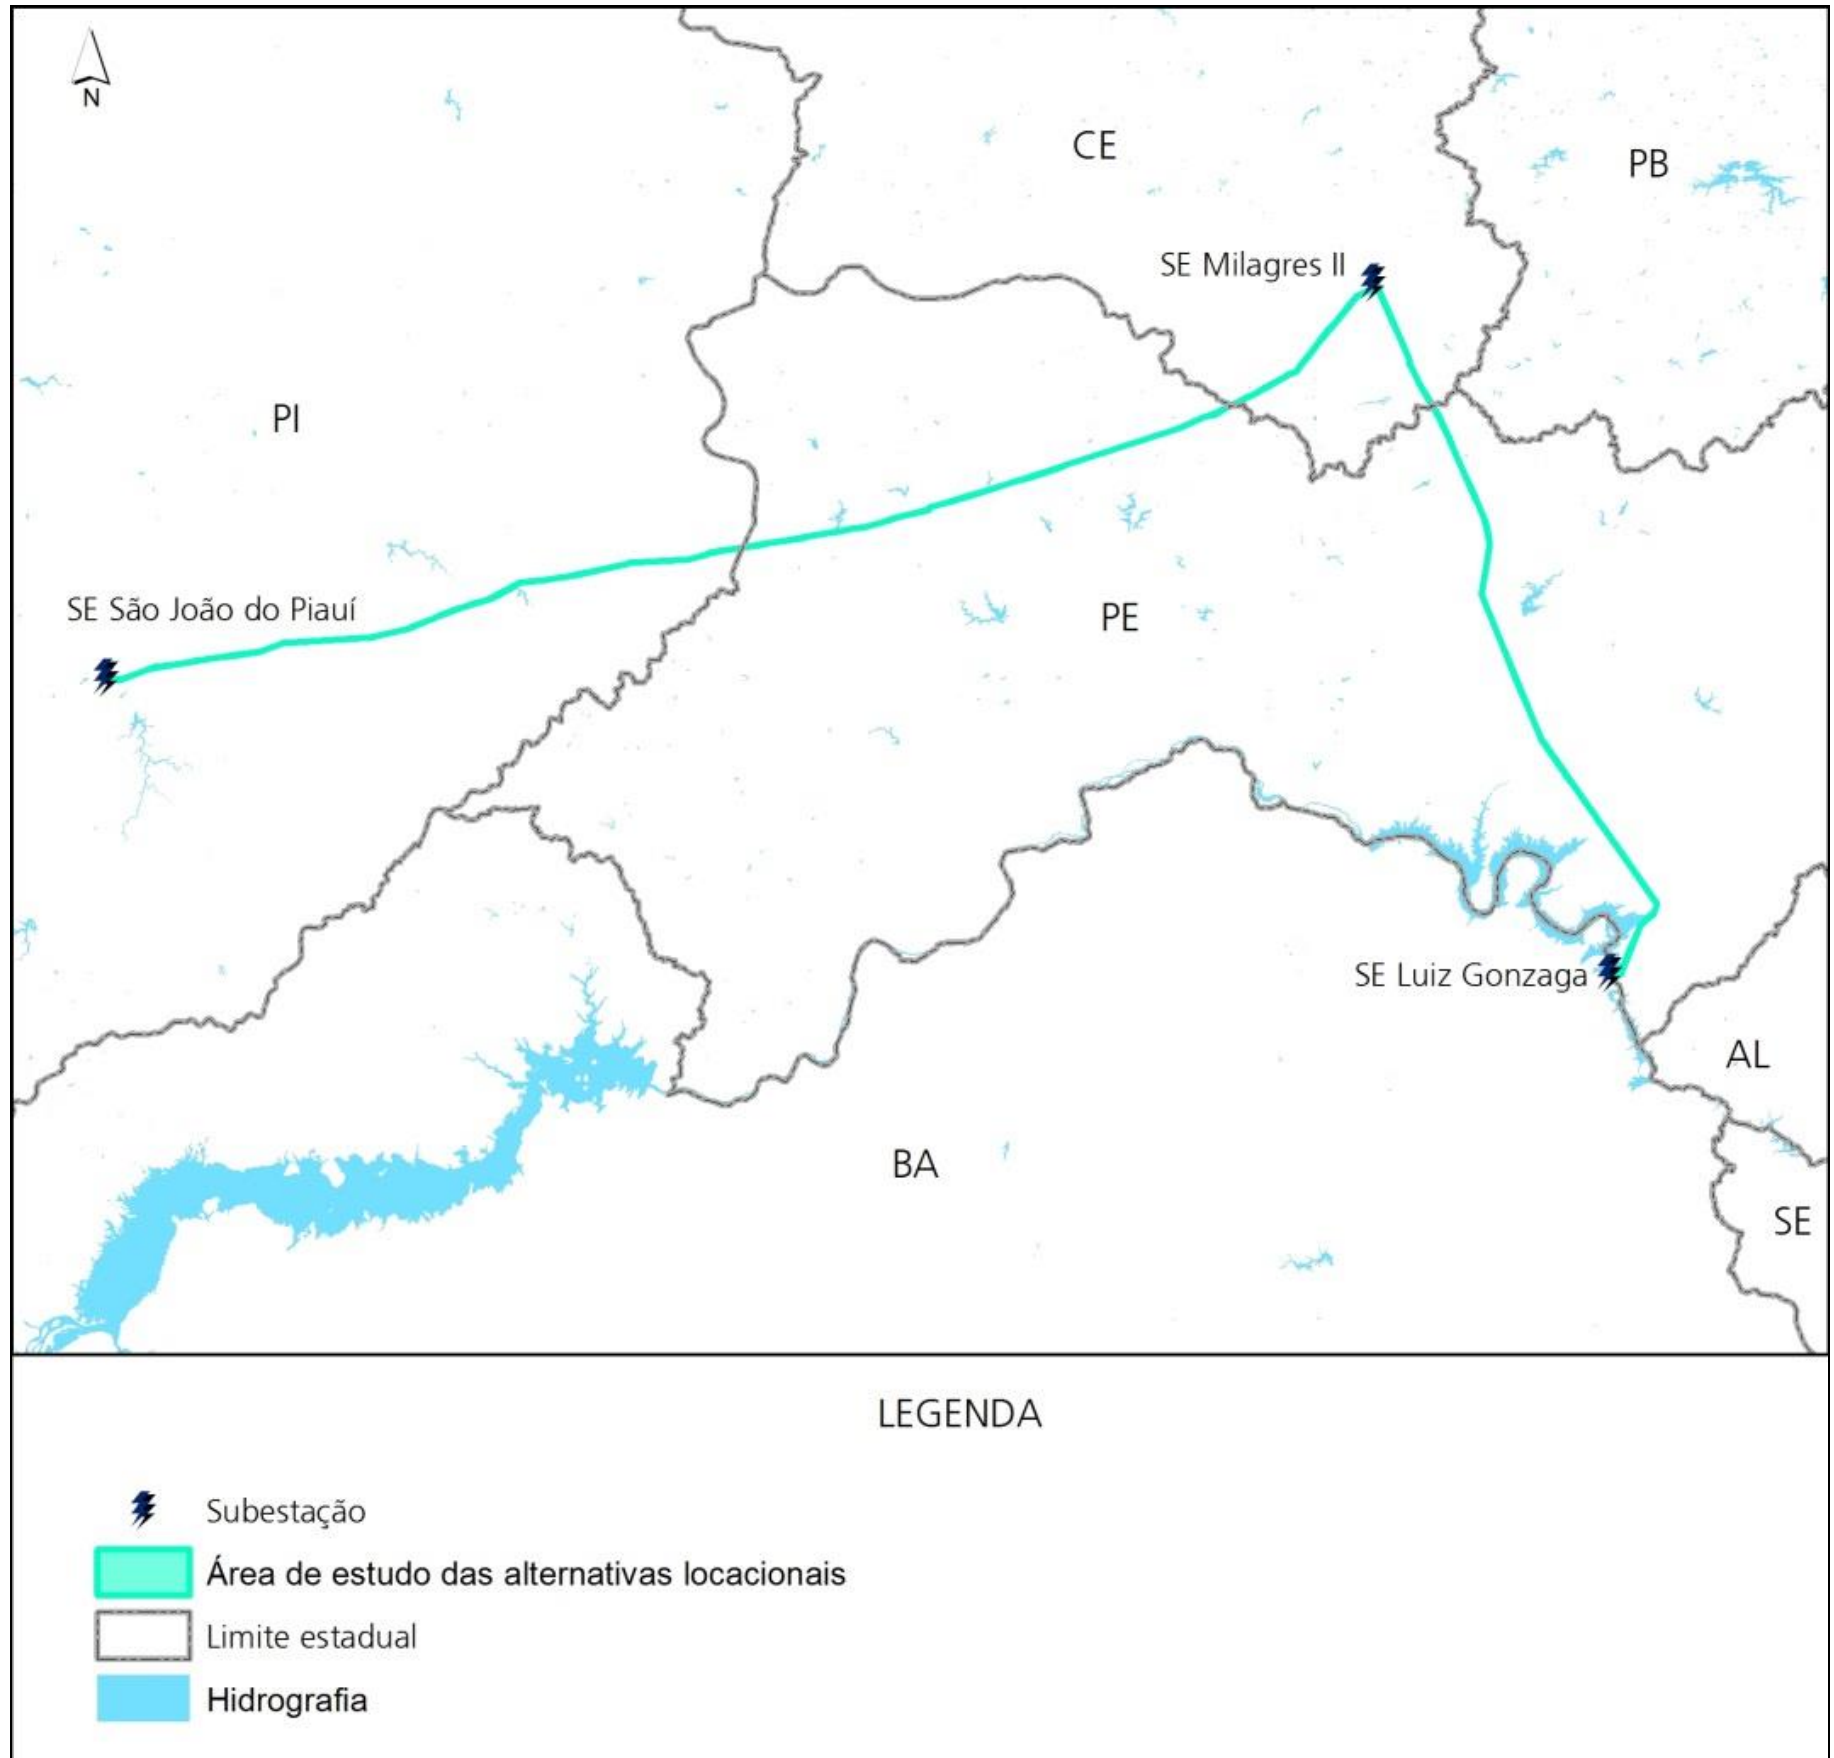 N
CE
PB
SE Milagres II
PI
SE São João do Piauí
PE
SE Luiz Gonzaga
AL
BA
SE
LEGENDA
Subestação
Área de estudo das alternativas locacionais
Limite estadual
Hidrografia